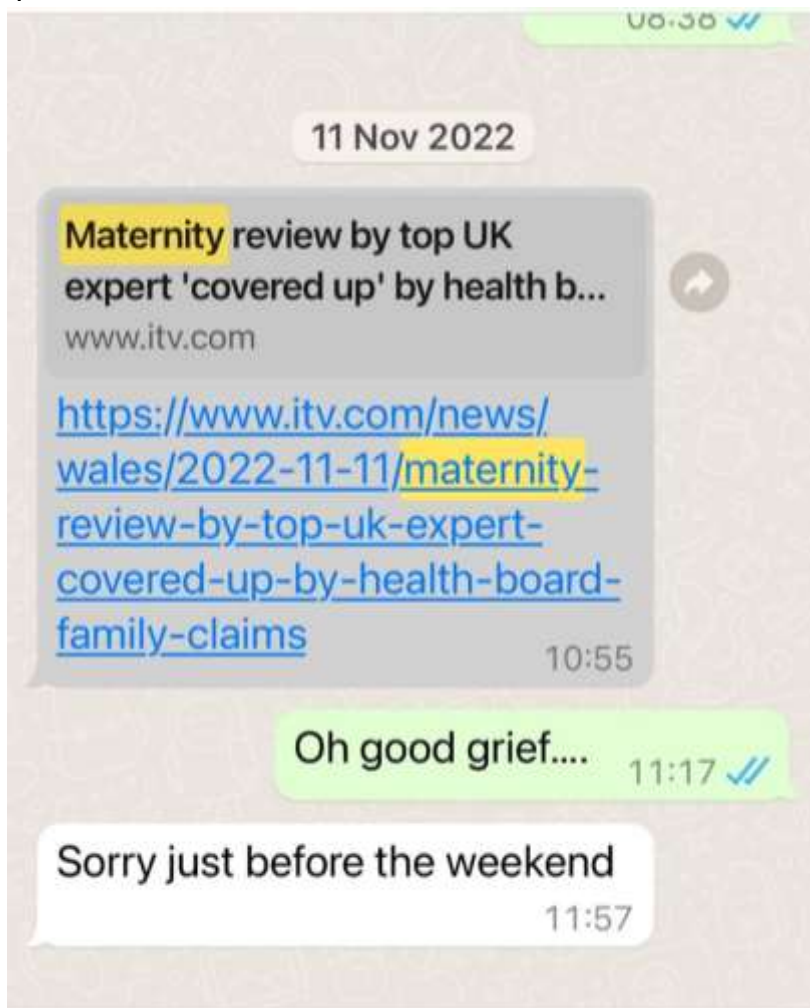 08:38
11 Nov 2022
Maternity review by top UK
expert 'covered up' by health b...
www.itv.com
https://www.itv.com/news/
wales/2022-11-11/maternity-
review-by-top-uk-expert-
covered-up-by-health-board-
family-claims
10:55
Oh good grief....
11:17
Sorry just before the weekend
11:57